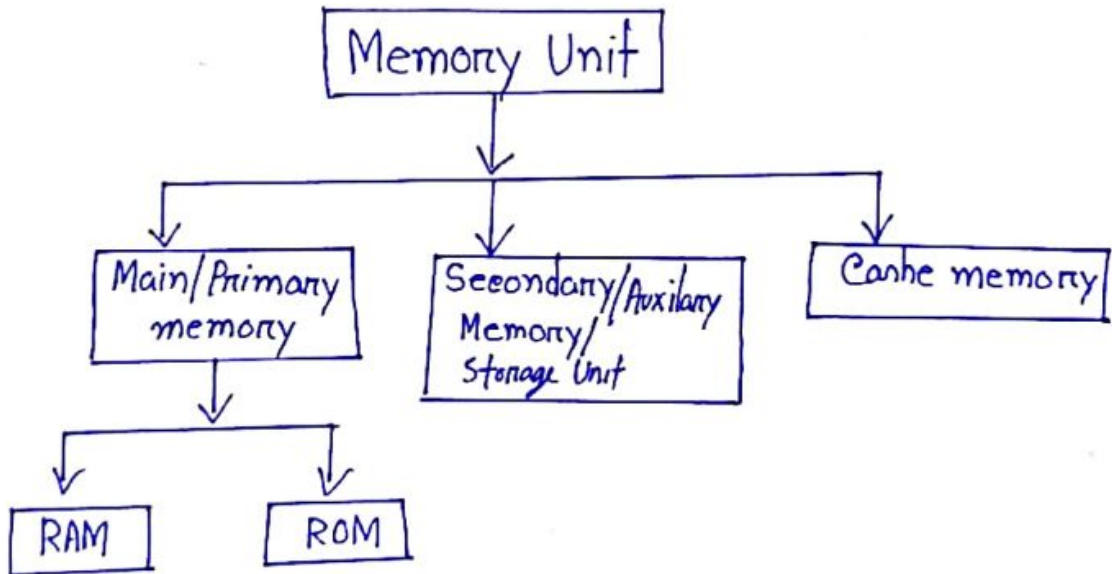 Memory Unit
Main/Primary
memory
Secondary/Auxilary
Memory/
Storage Unit
Cashe memory
RAM
ROM